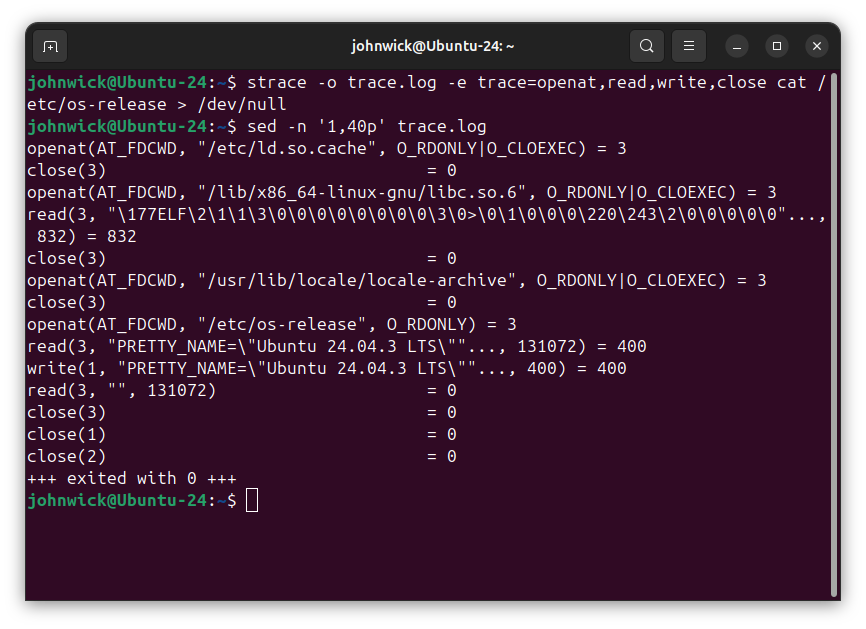 johnwick@Ubuntu-24: ~
johnwick@Ubuntu-24:~$ strace -o trace.log -e trace=openat,read,write,close cat /
etc/os-release > /dev/null
johnwick@Ubuntu-24:~$ sed -n '1,40p' trace.log
openat(AT_FDCWD, "/etc/ld.so.cache", O_RDONLY|O_CLOEXEC) = 3
close(3)                                = 0
openat(AT_FDCWD, "/lib/x86_64-linux-gnu/libc.so.6", O_RDONLY|O_CLOEXEC) = 3
read(3, "\177ELF\2\1\1\3\0\0\0\0\0\0\0\0\3\0>\0\1\0\0\0\220\243\2\0\0\0\0\0"...,
 832) = 832
close(3)                                = 0
openat(AT_FDCWD, "/usr/lib/locale/locale-archive", O_RDONLY|O_CLOEXEC) = 3
close(3)                                = 0
openat(AT_FDCWD, "/etc/os-release", O_RDONLY) = 3
read(3, "PRETTY_NAME=\"Ubuntu 24.04.3 LTS\""..., 131072) = 400
write(1, "PRETTY_NAME=\"Ubuntu 24.04.3 LTS\""..., 400) = 400
read(3, "", 131072)                     = 0
close(3)                                = 0
close(1)                                = 0
close(2)                                = 0
+++ exited with 0 +++
johnwick@Ubuntu-24:~$